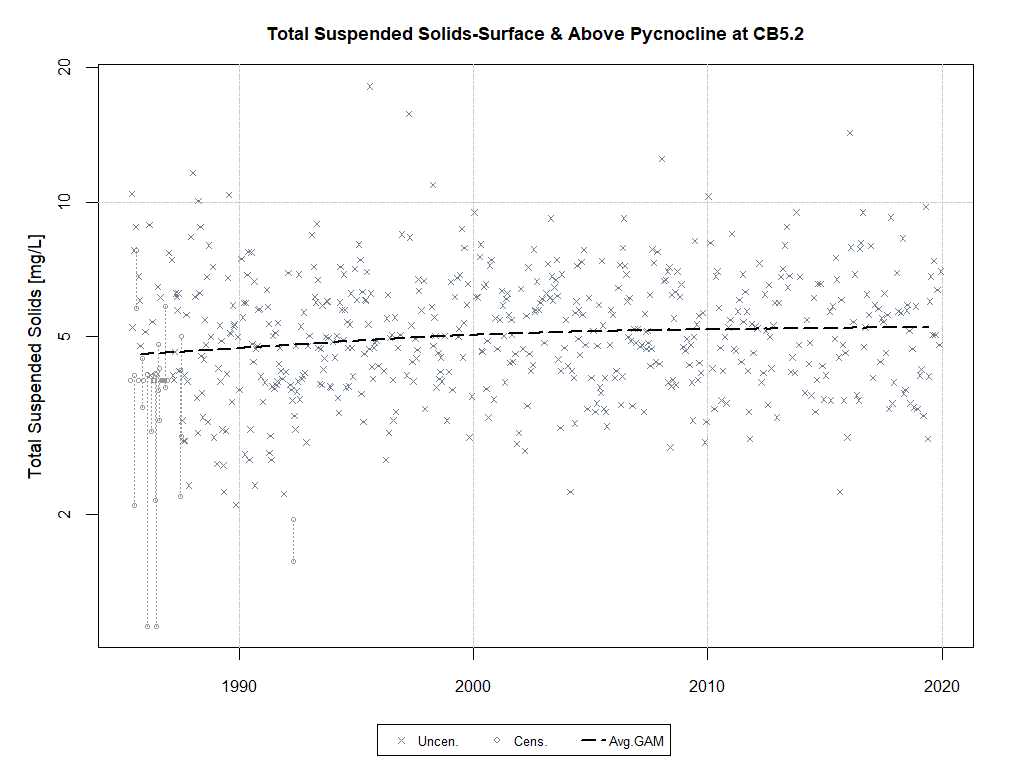 Total Suspended Solids-Surface & Above Pycnocline at CB5.2
Total Suspended Solids [mg/L]
20
10
5
2
1990 2000 2010 2020
Uncen. Cens. Avg.GAM